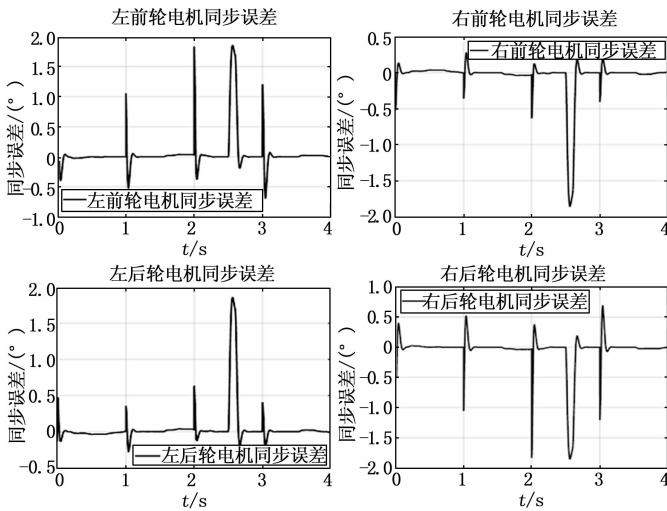 左前轮电机同步误差
同步误差/(°)
2.0
1.5
1.0
0.5
0
-0.5
-1.0
左前轮电机同步误差
0 1 2 3 4
t/s
右前轮电机同步误差
同步误差/(°)
0.5
0
-0.5
-1.0
-1.5
-2.0
右前轮电机同步误差
0 1 2 3 4
t/s
左后轮电机同步误差
同步误差/(°)
2.0
1.5
1.0
0.5
0
-0.5
左后轮电机同步误差
0 1 2 3 4
t/s
右后轮电机同步误差
同步误差/(°)
1.0
0.5
0
-0.5
-1.0
-1.5
-2.0
右后轮电机同步误差
0 1 2 3 4
t/s